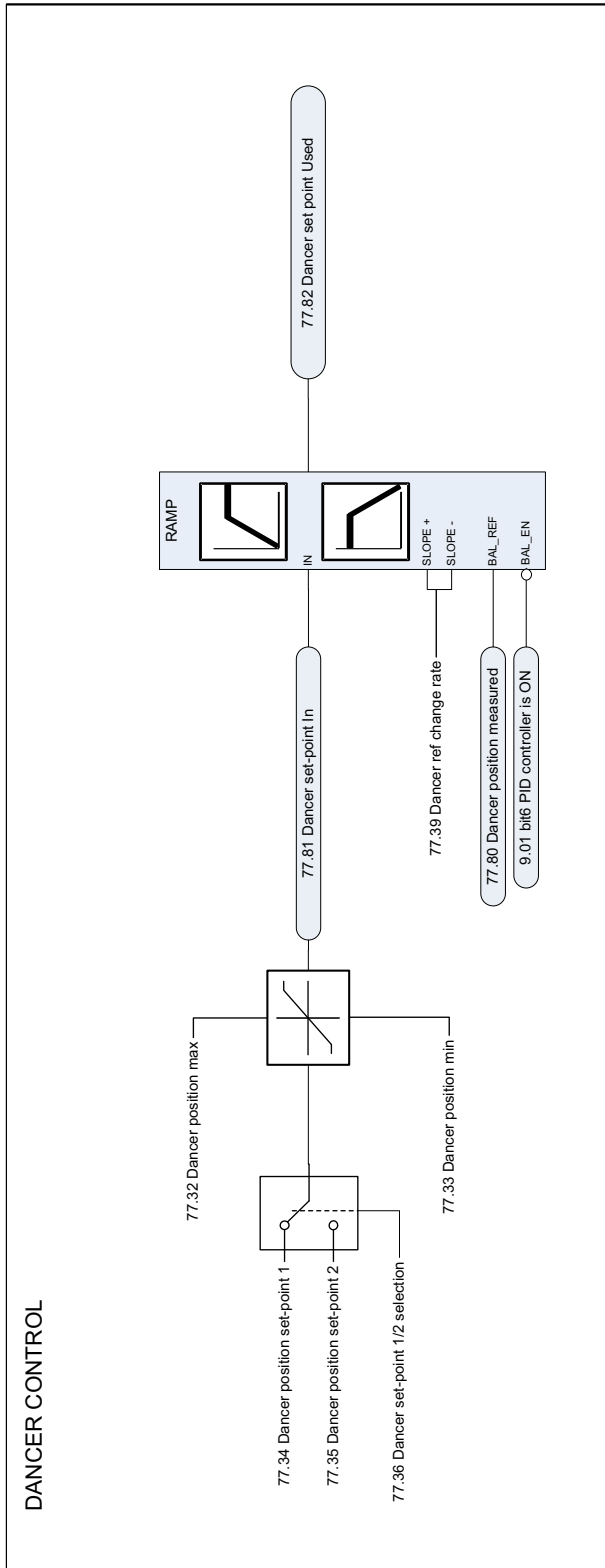 DANCER CONTROL
77.34 Dancer position set-point 1
77.35 Dancer position set-point 2
77.36 Dancer set-point 1/2 selection
77.32 Dancer position max
77.33 Dancer position min
77.81 Dancer set-point In
77.39 Dancer ref change rate
77.80 Dancer position measured
9.01 bit6 PID controller is ON
RAMP
IN
SLOPE +
SLOPE -
BAL_REF
BAL_EN
77.82 Dancer set point Used